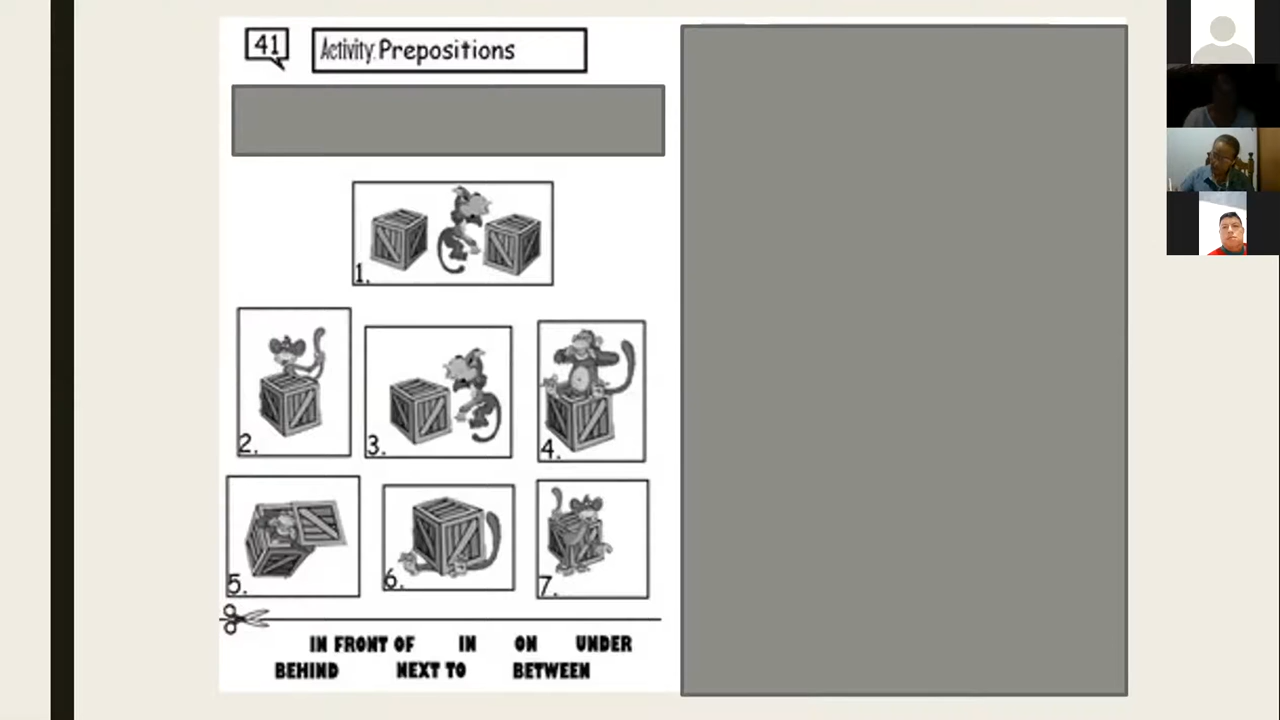 41
Activity: Prepositions
1.
2.
3.
4.
5.
6.
7.
IN FRONT OF IN ON UNDER
BEHIND NEXT TO BETWEEN